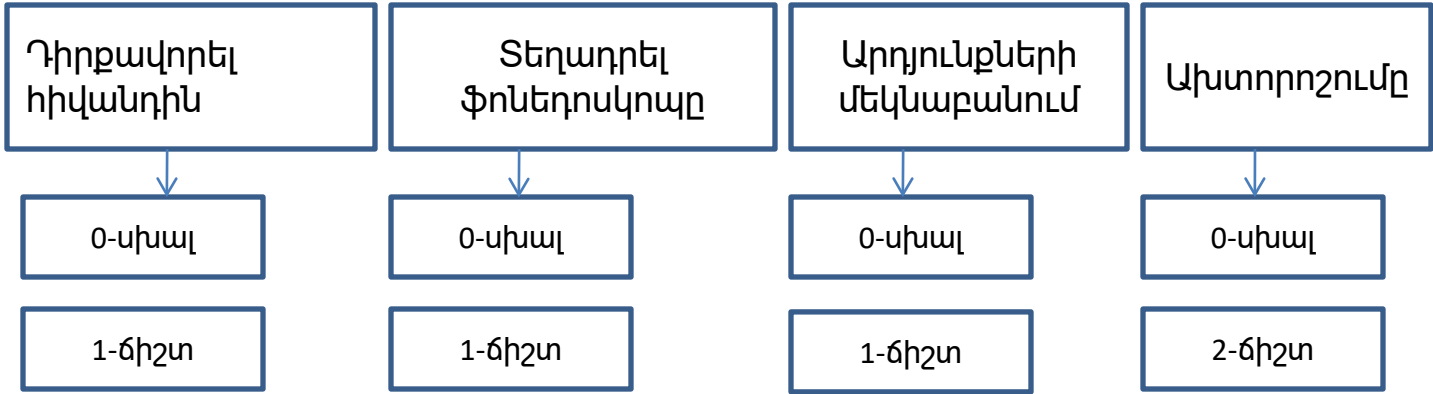 Դիրքավորել
հիվանդին
Տեղադրել
ֆոնեդոսկոպը
Արդյունքների
մեկնաբանում
Ախտորոշումը
0-սխալ
0-սխալ
0-սխալ
0-սխալ
1-ճիշտ
1-ճիշտ
1-ճիշտ
2-ճիշտ